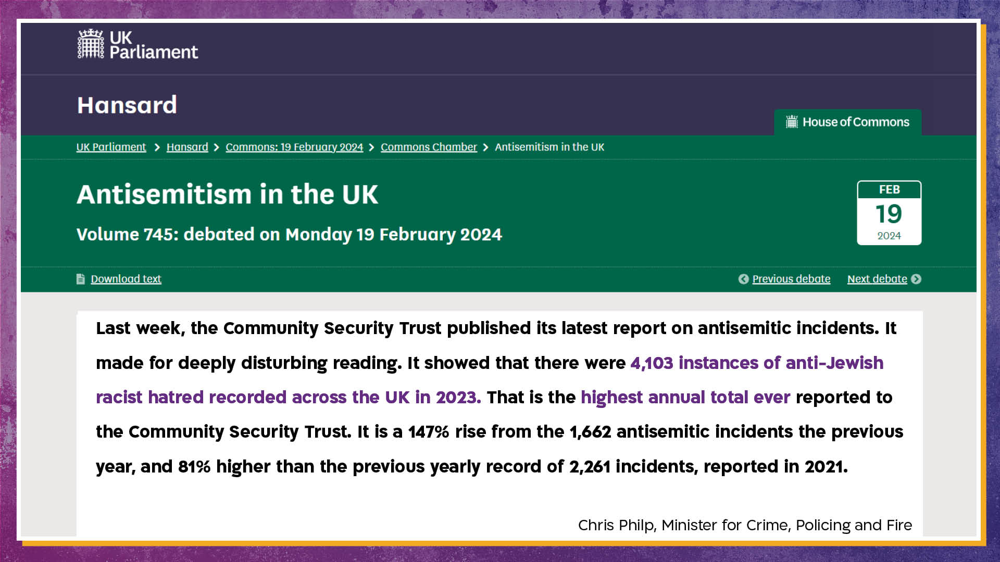 UK
Parliament
Hansard
House of Commons
UK Parliament > Hansard > Commons: 19 February 2024 > Commons Chamber > Antisemitism in the UK
Antisemitism in the UK
FEB
19
2024
Volume 745: debated on Monday 19 February 2024
Download text
Previous debate Next debate
Last week, the Community Security Trust published its latest report on antisemitic incidents. It
made for deeply disturbing reading. It showed that there were 4,103 instances of anti-Jewish
racist hatred recorded across the UK in 2023. That is the highest annual total ever reported to
the Community Security Trust. It is a 147% rise from the 1,662 antisemitic incidents the previous
year, and 81% higher than the previous yearly record of 2,261 incidents, reported in 2021.
Chris Philp, Minister for Crime, Policing and Fire